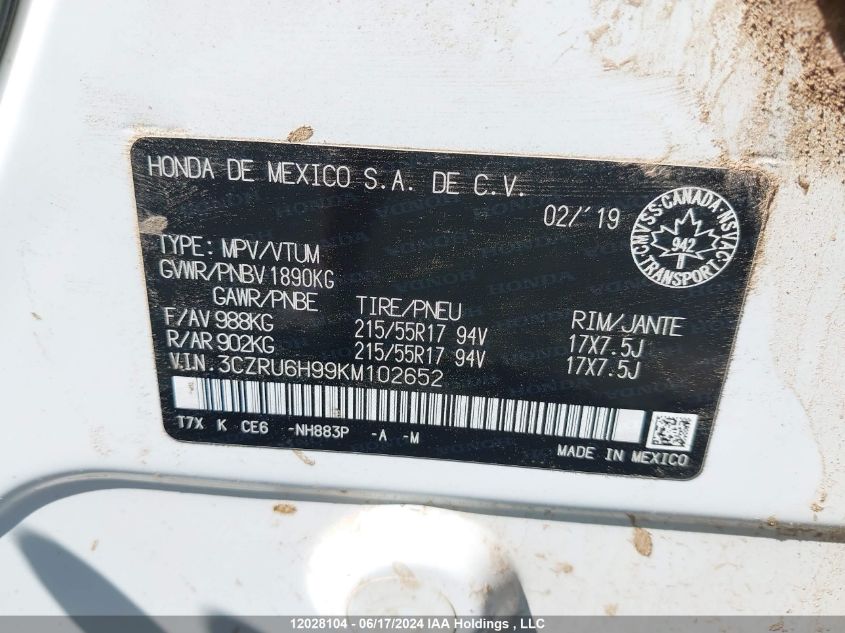 HONDA DE MEXICO S.A. DE C.V.
02/'19
CMVSS·CANADA·NSVAC
942
TRANSPORT
TYPE: MPV/VTUM
GVWR/PNBV 1890KG
GAWR/PNBE TIRE/PNEU RIM/JANTE
F/AV 988KG 215/55R17 94V 17X7.5J
R/AR 902KG 215/55R17 94V 17X7.5J
V.I.N. 3CZRU6H99KM102652
T7X K CE6 -NH883P -A -M
MADE IN MEXICO
12028104 - 06/17/2024 IAA Holdings, LLC